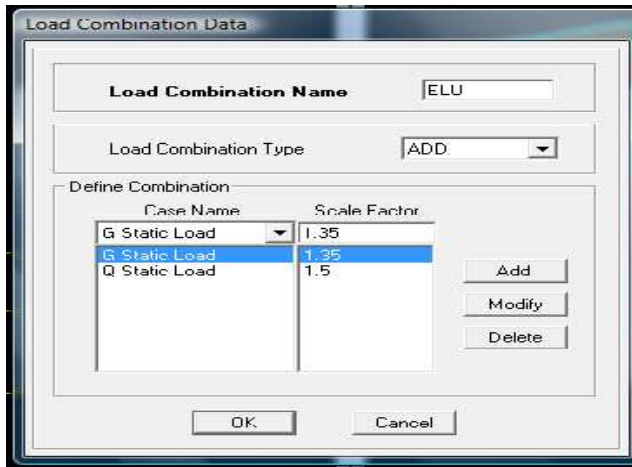 Load Combination Data
Load Combination Name ELU
Load Combination Type ADD
Define Combination
Case Name Scale Factor
G Static Load 1.35
G Static Load 1.35
Q Static Load 1.5
Add
Modify
Delete
OK Cancel